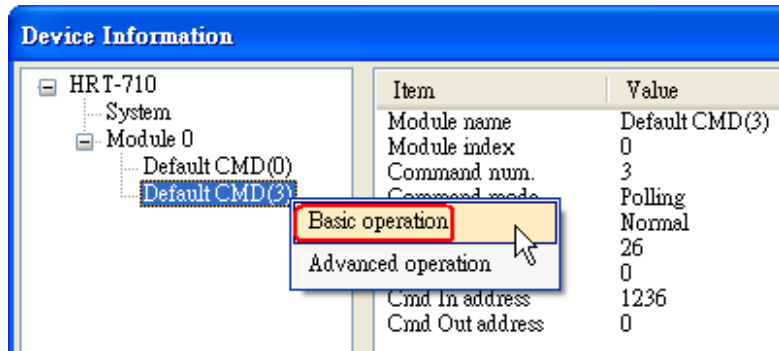 Device Information
HRT-710
System
Module 0
Default CMD(0)
Default CMD(3)
Item Value
Module name Default CMD(3)
Module index 0
Command num. 3
Command mode Polling
Normal
26
0
Cmd In address 1236
Cmd Out address 0
Basic operation
Advanced operation